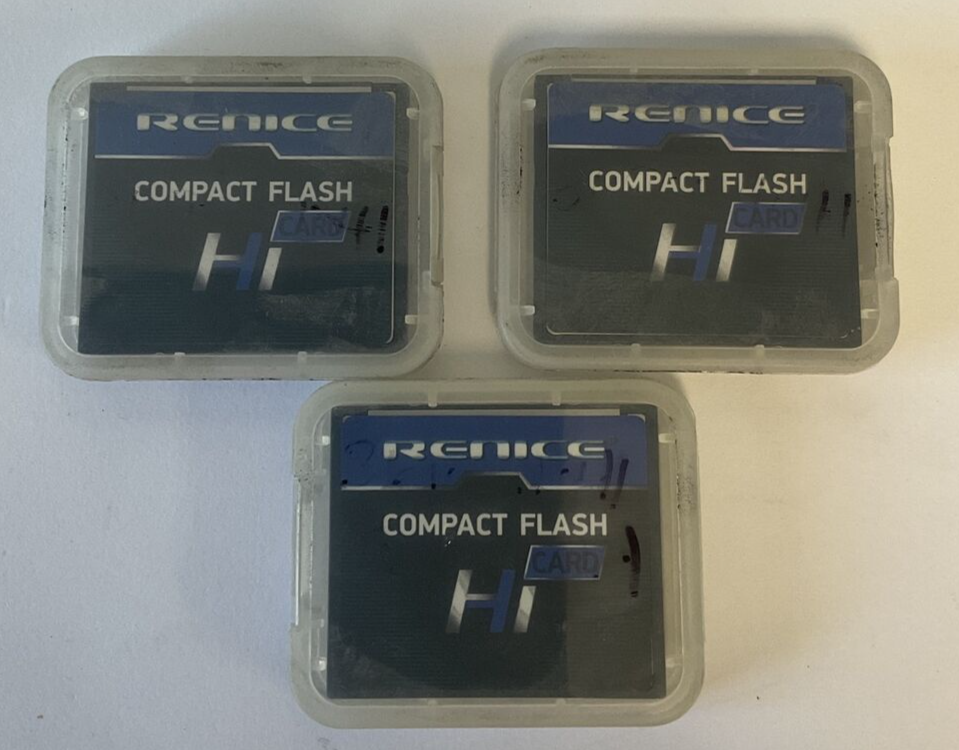 RENICE
COMPACT FLASH
CARD
Hi
RENICE
COMPACT FLASH
CARD
Hi
RENICE
COMPACT FLASH
CARD
Hi